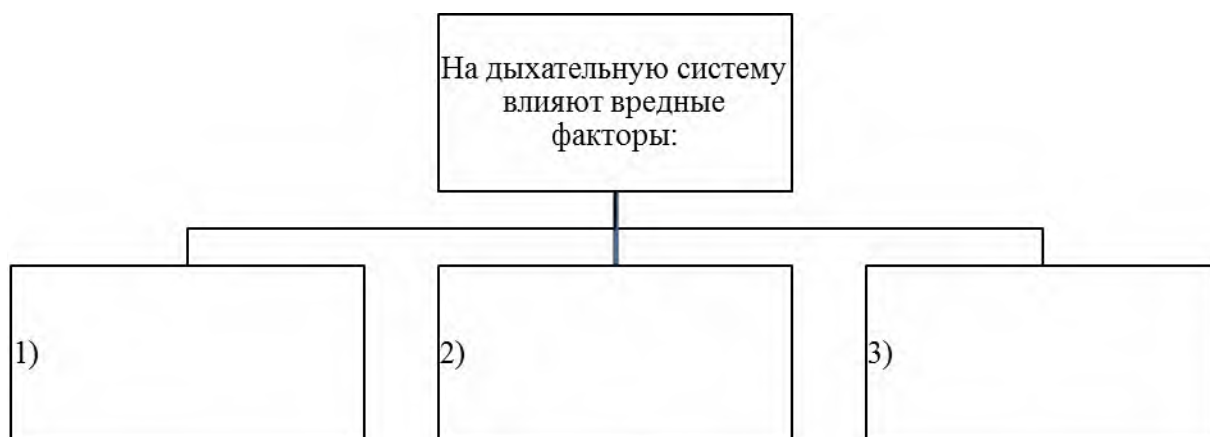 На дыхательную систему
влияют вредные
факторы:
1)
2)
3)